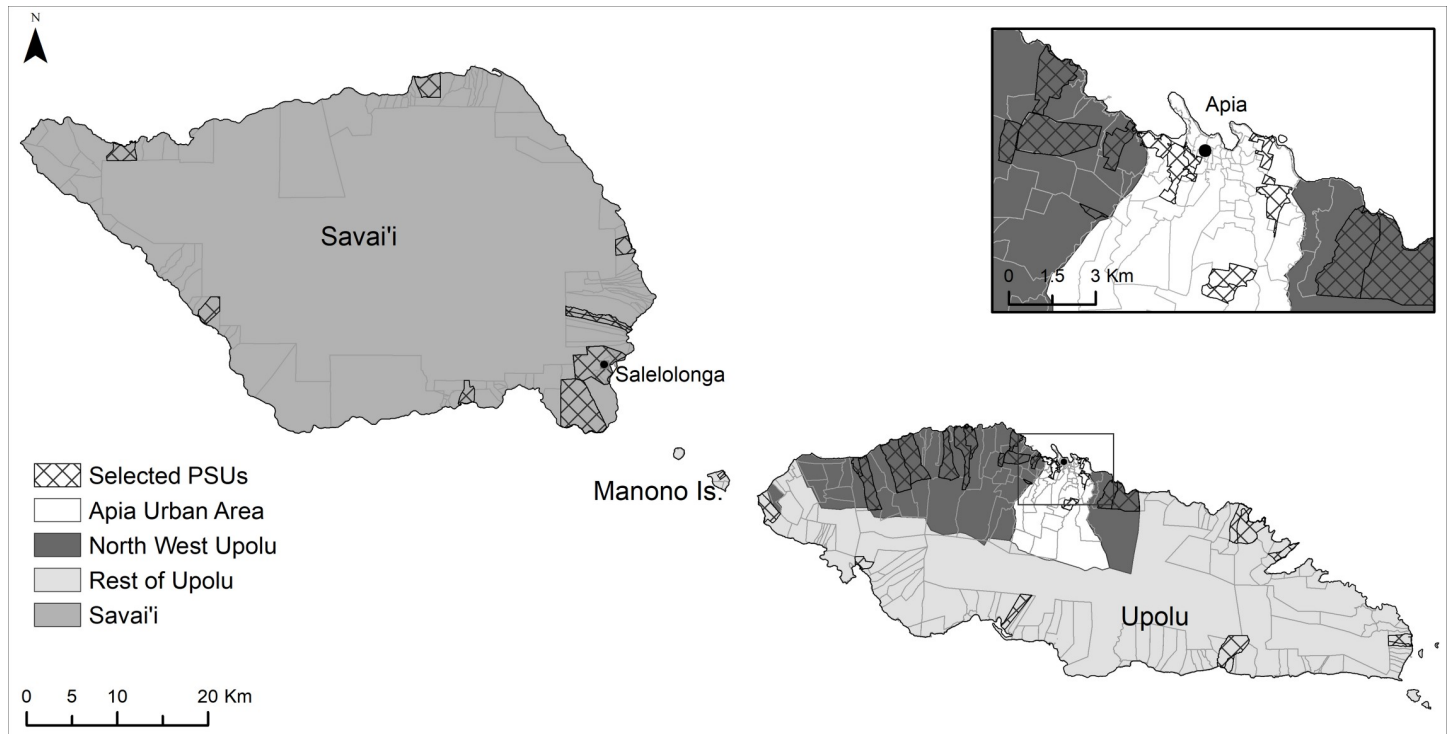 N
Apia
0 1.5 3 Km
Savai'i
Salelolonga
Manono Is.
Selected PSUs
Apia Urban Area
North West Upolu
Rest of Upolu
Savai'i
Upolu
0 5 10 20 Km